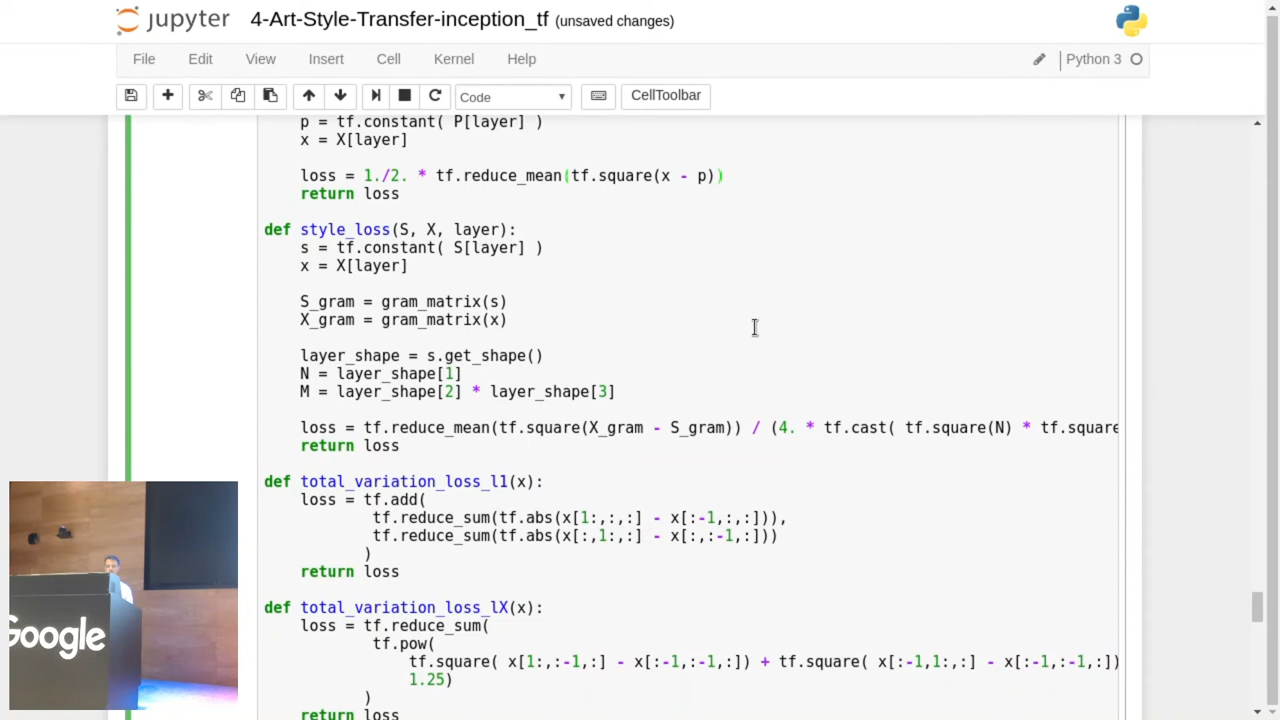 jupyter 4-Art-Style-Transfer-inception_tf (unsaved changes)
File Edit View Insert Cell Kernel Help Python 3
Code CellToolbar
p = tf.constant( P[layer] )
x = X[layer]
loss = 1./2. * tf.reduce_mean(tf.square(x - p))
return loss
def style_loss(S, X, layer):
s = tf.constant( S[layer] )
x = X[layer]
S_gram = gram_matrix(s)
X_gram = gram_matrix(x)
layer_shape = s.get_shape()
N = layer_shape[1]
M = layer_shape[2] * layer_shape[3]
loss = tf.reduce_mean(tf.square(X_gram - S_gram)) / (4. * tf.cast( tf.square(N) * tf.square
return loss
def total_variation_loss_l1(x):
loss = tf.add(
tf.reduce_sum(tf.abs(x[1:,:,:] - x[:-1,:,:])),
tf.reduce_sum(tf.abs(x[:,1:,:] - x[:,:-1,:]))
)
return loss
def total_variation_loss_lX(x):
loss = tf.reduce_sum(
tf.pow(
tf.square( x[1:,:-1,:] - x[:-1,:-1,:]) + tf.square( x[:-1,1:,:] - x[:-1,:-1,:])
1.25)
)
return loss
Google